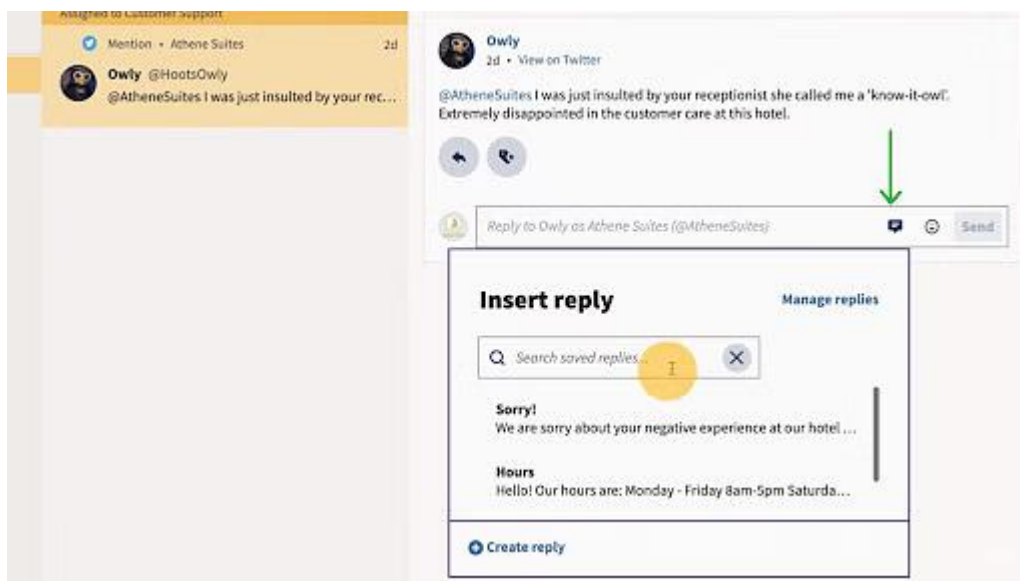 Assigned to Customer Support
Mention • Athene Suites 2d
Owly @HootsOwly
@AtheneSuites I was just insulted by your rec...
Owly
2d • View on Twitter
@AtheneSuites I was just insulted by your receptionist she called me a 'know-it-owl'.
Extremely disappointed in the customer care at this hotel.
Reply to Owly as Athene Suites (@AtheneSuites)
Send
Insert reply
Manage replies
Search saved replies...
Sorry!
We are sorry about your negative experience at our hotel ...
Hours
Hello! Our hours are: Monday - Friday 8am-5pm Saturda...
Create reply